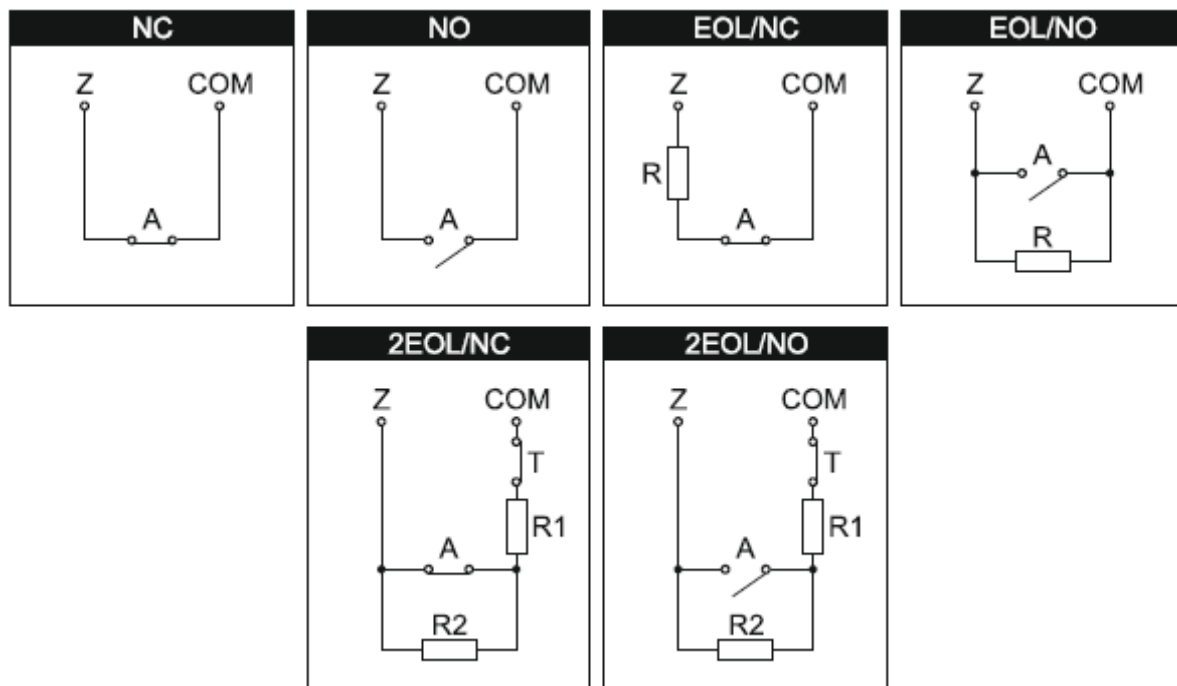 NC
NO
EOL/NC
EOL/NO
Z COM
Z COM
Z COM
Z COM
A
A
R
A
A
R
2EOL/NC
2EOL/NO
Z COM
Z COM
T
T
R1
R1
A
A
R2
R2